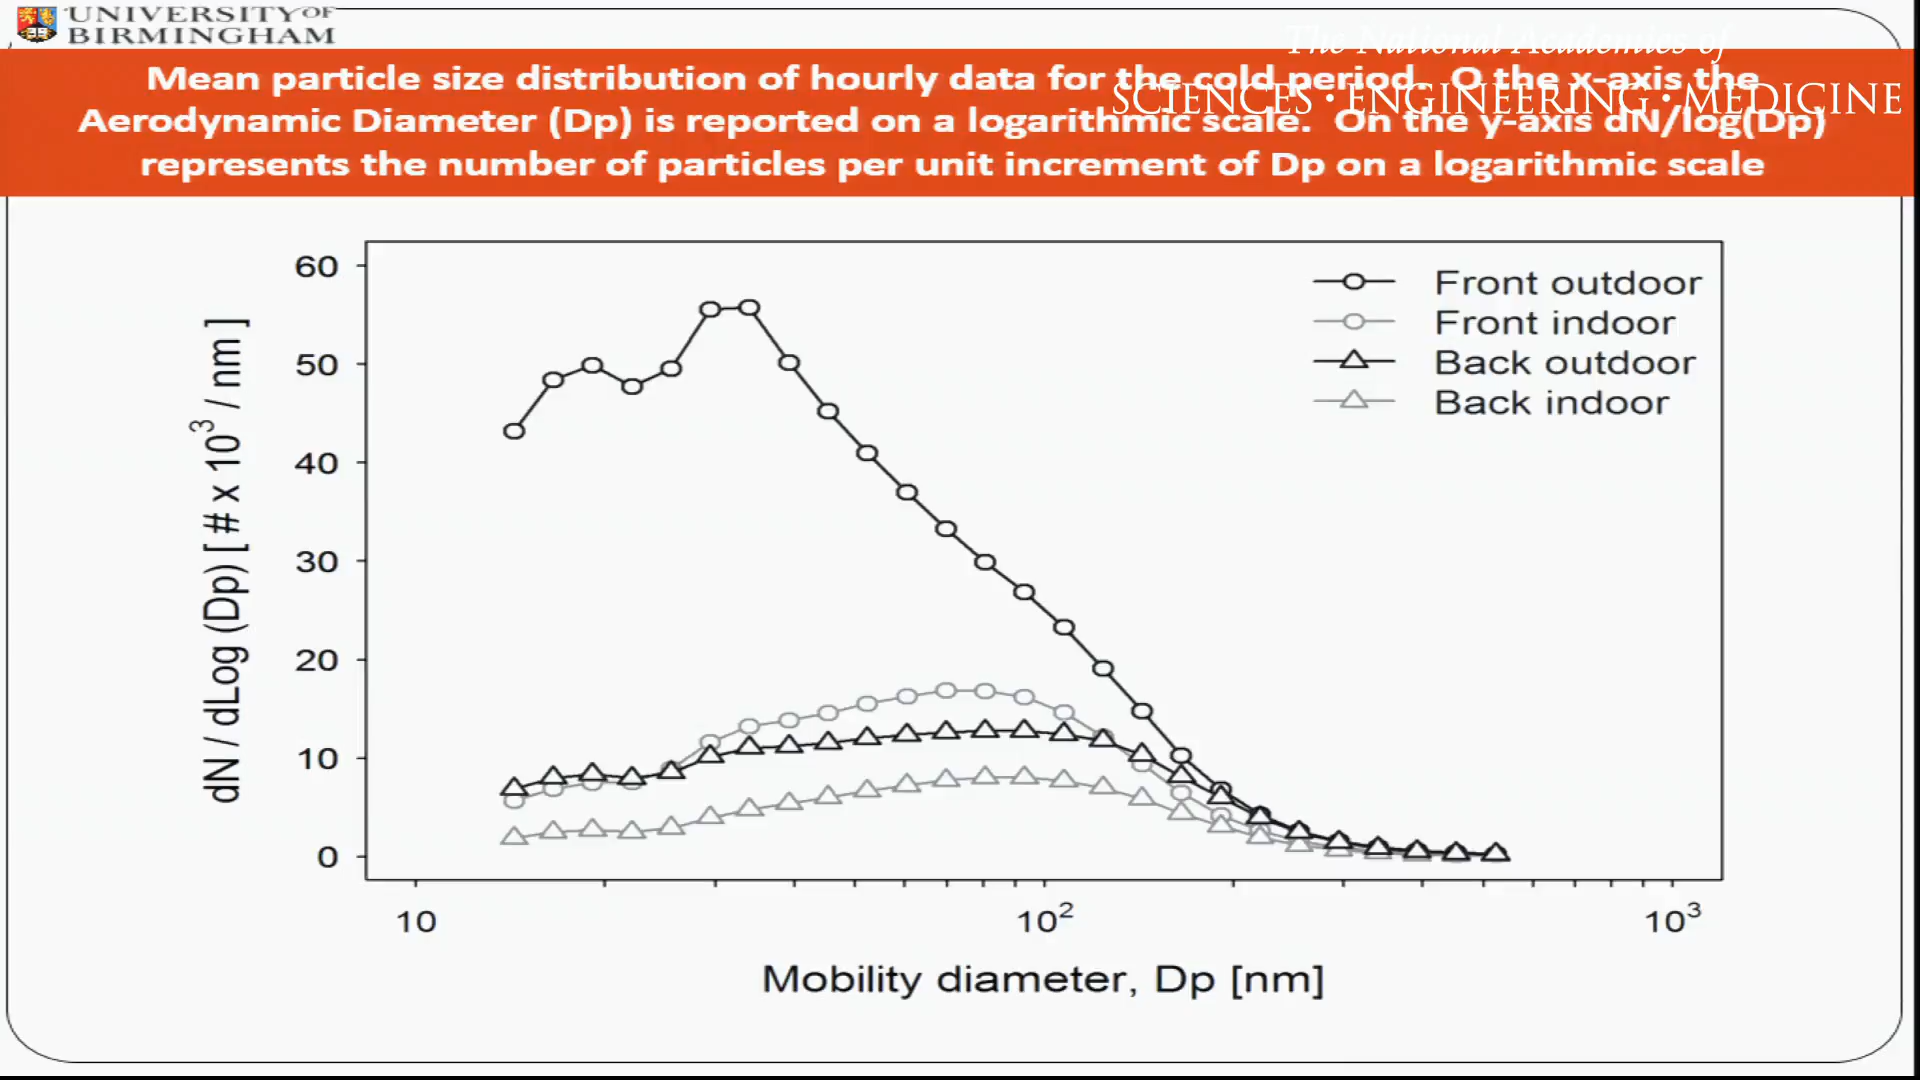 UNIVERSITY OF
BIRMINGHAM
The National Academies of
SCIENCES · ENGINEERING · MEDICINE
Mean particle size distribution of hourly data for the cold period. O the x-axis the
Aerodynamic Diameter (Dp) is reported on a logarithmic scale. On the y-axis dN/log(Dp)
represents the number of particles per unit increment of Dp on a logarithmic scale
Front outdoor
Front indoor
Back outdoor
Back indoor
dN / dLog (Dp) [ # x 10³ / nm ]
60
50
40
30
20
10
0
10 10² 10³
Mobility diameter, Dp [nm]